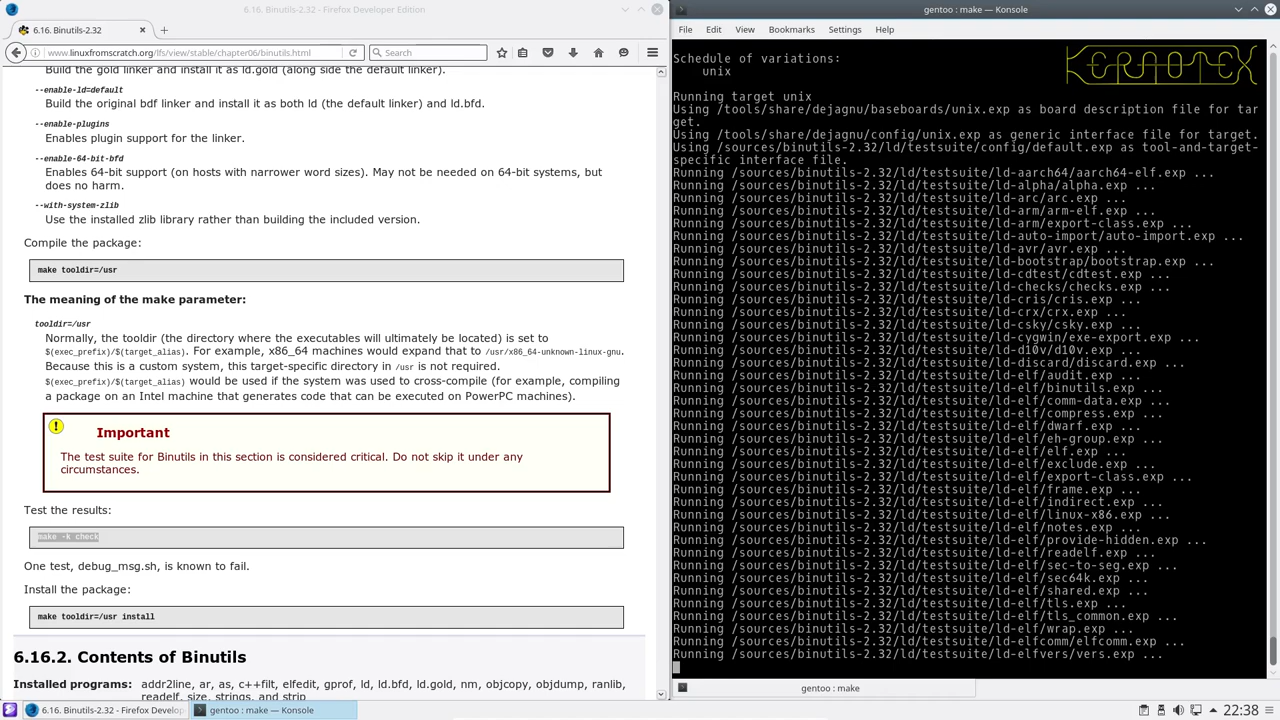 6.16. Binutils-2.32 - Firefox Developer Edition
6.16. Binutils-2.32
www.linuxfromscratch.org/lfs/view/stable/chapter06/binutils.html
Search
Build the gold linker and install it as ld.gold (along side the default linker).
--enable-ld=default
Build the original bdf linker and install it as both ld (the default linker) and ld.bfd.
--enable-plugins
Enables plugin support for the linker.
--enable-64-bit-bfd
Enables 64-bit support (on hosts with narrower word sizes). May not be needed on 64-bit systems, but
does no harm.
--with-system-zlib
Use the installed zlib library rather than building the included version.
Compile the package:
make tooldir=/usr
The meaning of the make parameter:
tooldir=/usr
Normally, the tooldir (the directory where the executables will ultimately be located) is set to
$(exec_prefix)/$(target_alias). For example, x86_64 machines would expand that to /usr/x86_64-unknown-linux-gnu.
Because this is a custom system, this target-specific directory in /usr is not required.
$(exec_prefix)/$(target_alias) would be used if the system was used to cross-compile (for example, compiling
a package on an Intel machine that generates code that can be executed on PowerPC machines).
Important
The test suite for Binutils in this section is considered critical. Do not skip it under any
circumstances.
Test the results:
make -k check
One test, debug_msg.sh, is known to fail.
Install the package:
make tooldir=/usr install
6.16.2. Contents of Binutils
Installed programs: addr2line, ar, as, c++filt, elfedit, gprof, ld, ld.bfd, ld.gold, nm, objcopy, objdump, ranlib,
readelf, size, strings, and strip
gentoo : make — Konsole
File Edit View Bookmarks Settings Help
KERNOTEX
Schedule of variations:
unix
Running target unix
Using /tools/share/dejagnu/baseboards/unix.exp as board description file for tar
get.
Using /tools/share/dejagnu/config/unix.exp as generic interface file for target.
Using /sources/binutils-2.32/ld/testsuite/config/default.exp as tool-and-target-
specific interface file.
Running /sources/binutils-2.32/ld/testsuite/ld-aarch64/aarch64-elf.exp ...
Running /sources/binutils-2.32/ld/testsuite/ld-alpha/alpha.exp ...
Running /sources/binutils-2.32/ld/testsuite/ld-arc/arc.exp ...
Running /sources/binutils-2.32/ld/testsuite/ld-arm/arm-elf.exp ...
Running /sources/binutils-2.32/ld/testsuite/ld-arm/export-class.exp ...
Running /sources/binutils-2.32/ld/testsuite/ld-auto-import/auto-import.exp ...
Running /sources/binutils-2.32/ld/testsuite/ld-avr/avr.exp ...
Running /sources/binutils-2.32/ld/testsuite/ld-bootstrap/bootstrap.exp ...
Running /sources/binutils-2.32/ld/testsuite/ld-cdtest/cdtest.exp ...
Running /sources/binutils-2.32/ld/testsuite/ld-checks/checks.exp ...
Running /sources/binutils-2.32/ld/testsuite/ld-cris/cris.exp ...
Running /sources/binutils-2.32/ld/testsuite/ld-crx/crx.exp ...
Running /sources/binutils-2.32/ld/testsuite/ld-csky/csky.exp ...
Running /sources/binutils-2.32/ld/testsuite/ld-cygwin/exe-export.exp ...
Running /sources/binutils-2.32/ld/testsuite/ld-d10v/d10v.exp ...
Running /sources/binutils-2.32/ld/testsuite/ld-discard/discard.exp ...
Running /sources/binutils-2.32/ld/testsuite/ld-elf/audit.exp ...
Running /sources/binutils-2.32/ld/testsuite/ld-elf/binutils.exp ...
Running /sources/binutils-2.32/ld/testsuite/ld-elf/comm-data.exp ...
Running /sources/binutils-2.32/ld/testsuite/ld-elf/compress.exp ...
Running /sources/binutils-2.32/ld/testsuite/ld-elf/dwarf.exp ...
Running /sources/binutils-2.32/ld/testsuite/ld-elf/eh-group.exp ...
Running /sources/binutils-2.32/ld/testsuite/ld-elf/elf.exp ...
Running /sources/binutils-2.32/ld/testsuite/ld-elf/exclude.exp ...
Running /sources/binutils-2.32/ld/testsuite/ld-elf/export-class.exp ...
Running /sources/binutils-2.32/ld/testsuite/ld-elf/frame.exp ...
Running /sources/binutils-2.32/ld/testsuite/ld-elf/indirect.exp ...
Running /sources/binutils-2.32/ld/testsuite/ld-elf/linux-x86.exp ...
Running /sources/binutils-2.32/ld/testsuite/ld-elf/notes.exp ...
Running /sources/binutils-2.32/ld/testsuite/ld-elf/provide-hidden.exp ...
Running /sources/binutils-2.32/ld/testsuite/ld-elf/readelf.exp ...
Running /sources/binutils-2.32/ld/testsuite/ld-elf/sec-to-seg.exp ...
Running /sources/binutils-2.32/ld/testsuite/ld-elf/sec64k.exp ...
Running /sources/binutils-2.32/ld/testsuite/ld-elf/shared.exp ...
Running /sources/binutils-2.32/ld/testsuite/ld-elf/tls.exp ...
Running /sources/binutils-2.32/ld/testsuite/ld-elf/tls_common.exp ...
Running /sources/binutils-2.32/ld/testsuite/ld-elf/wrap.exp ...
Running /sources/binutils-2.32/ld/testsuite/ld-elfcomm/elfcomm.exp ...
Running /sources/binutils-2.32/ld/testsuite/ld-elfvers/vers.exp ...
gentoo : make
6.16. Binutils-2.32 - Firefox Develop
gentoo : make — Konsole
22:38